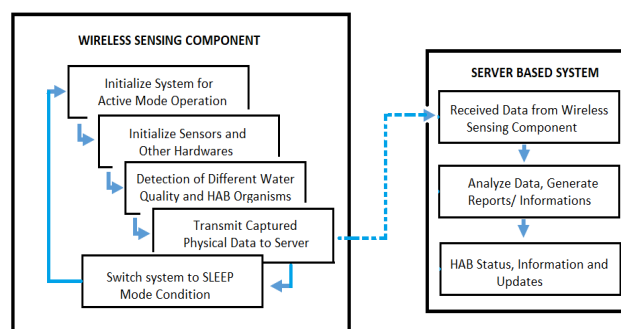 WIRELESS SENSING COMPONENT
Initialize System for
Active Mode Operation
Initialize Sensors and
Other Hardwares
Detection of Different Water
Quality and HAB Organisms
Transmit Captured
Physical Data to Server
Switch system to SLEEP
Mode Condition
SERVER BASED SYSTEM
Received Data from Wireless
Sensing Component
Analyze Data, Generate
Reports/ Informations
HAB Status, Information and
Updates